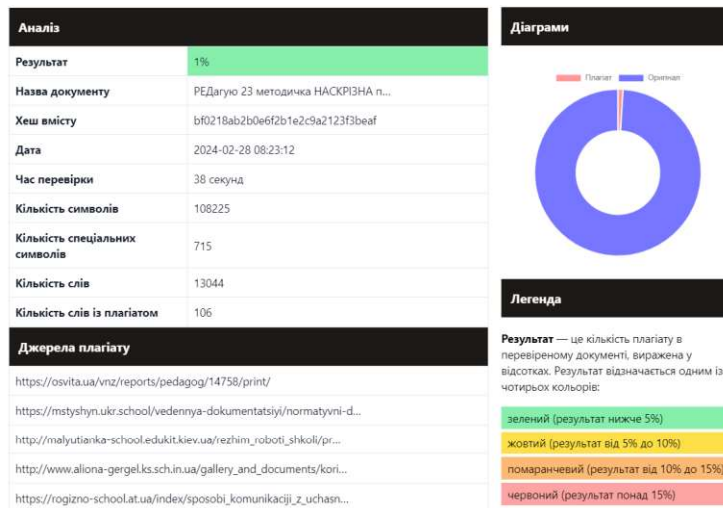 Аналіз
Результат 1%
Назва документу РЕДагую 23 методичка НАСКРІЗНА п...
Хеш вмісту bf0218ab2b0e6f2b1e2c9a2123f3beaf
Дата 2024-02-28 08:23:12
Час перевірки 38 секунд
Кількість символів 108225
Кількість спеціальних
символів 715
Кількість слів 13044
Кількість слів із плагіатом 106
Джерела плагіату
https://osvita.ua/vnz/reports/pedagog/14758/print/
https://mstyshyn.ukr.school/vedennya-dokumentatsiyi/normatyvni-d...
http://malyutianka-school.edukit.kiev.ua/rezhim_roboti_shkoli/pr...
http://www.aliona-gergel.ks.sch.in.ua/gallery_and_documents/kori...
https://rogizno-school.at.ua/index/sposobi_komunikaciji_z_uchasn...
Діаграми
Плагіат Оригінал
Легенда
Результат — це кількість плагіату в
перевіреному документі, виражена у
відсотках. Результат відзначається одним із
чотирьох кольорів:
зелений (результат нижче 5%)
жовтий (результат від 5% до 10%)
помаранчевий (результат від 10% до 15%)
червоний (результат понад 15%)